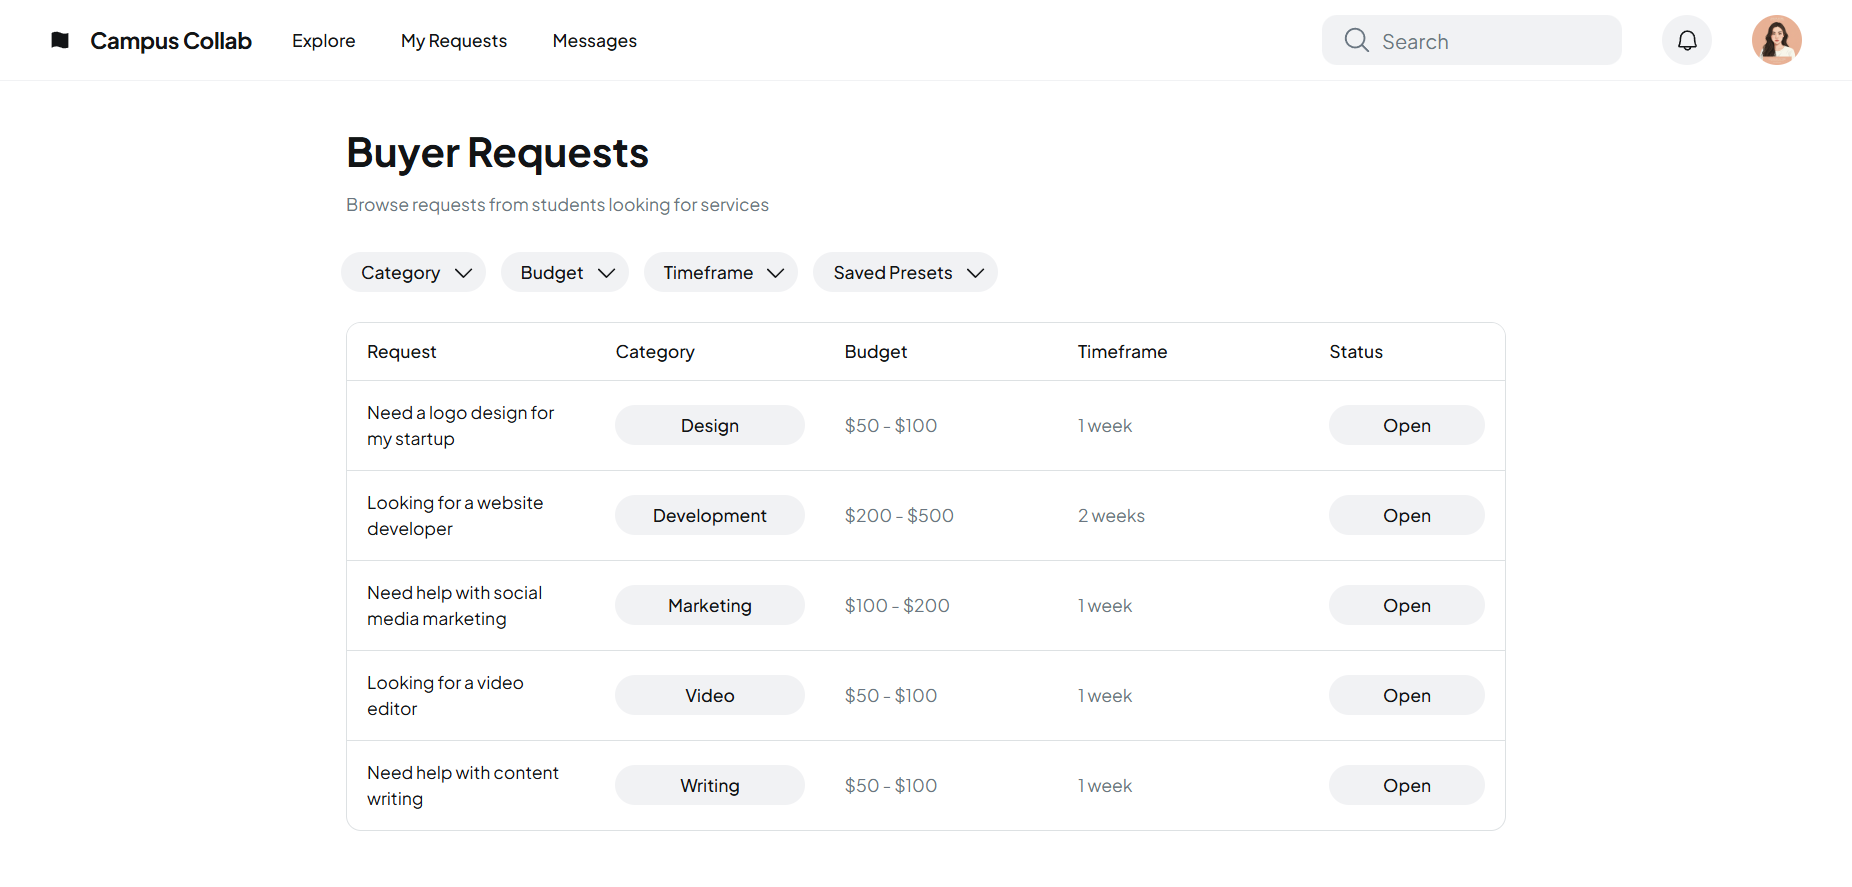 Campus Collab Explore My Requests Messages Search
Buyer Requests
Browse requests from students looking for services
Category Budget Timeframe Saved Presets
Request Category Budget Timeframe Status
Need a logo design for
my startup
Design $50 - $100 1 week Open
Looking for a website
developer
Development $200 - $500 2 weeks Open
Need help with social
media marketing
Marketing $100 - $200 1 week Open
Looking for a video
editor
Video $50 - $100 1 week Open
Need help with content
writing
Writing $50 - $100 1 week Open